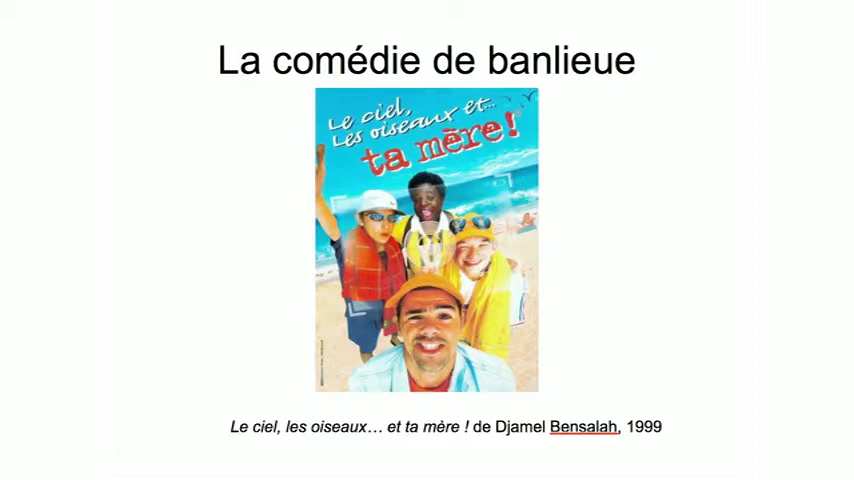 La comédie de banlieue
Le ciel,
Les oiseaux et...
ta mère!
Le ciel, les oiseaux… et ta mère ! de Djamel Bensalah, 1999